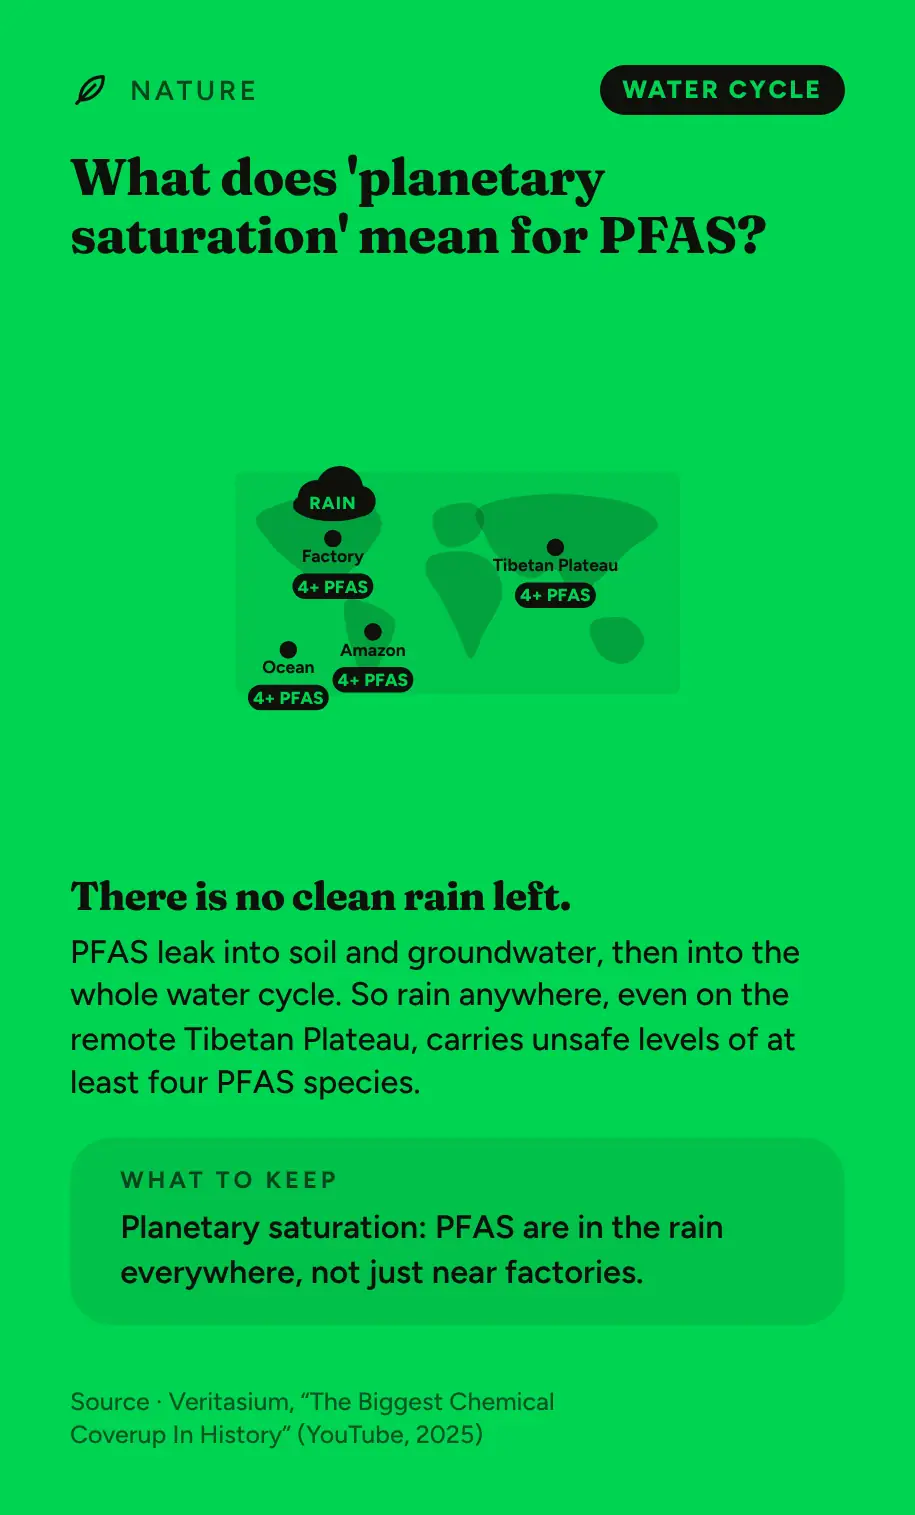 NATURE
WATER CYCLE
What does 'planetary
saturation' mean for PFAS?
RAIN
Factory
4+ PFAS
Tibetan Plateau
4+ PFAS
Amazon
4+ PFAS
Ocean
4+ PFAS
There is no clean rain left.
PFAS leak into soil and groundwater, then into the
whole water cycle. So rain anywhere, even on the
remote Tibetan Plateau, carries unsafe levels of at
least four PFAS species.
WHAT TO KEEP
Planetary saturation: PFAS are in the rain
everywhere, not just near factories.
Source · Veritasium, “The Biggest Chemical
Coverup In History” (YouTube, 2025)